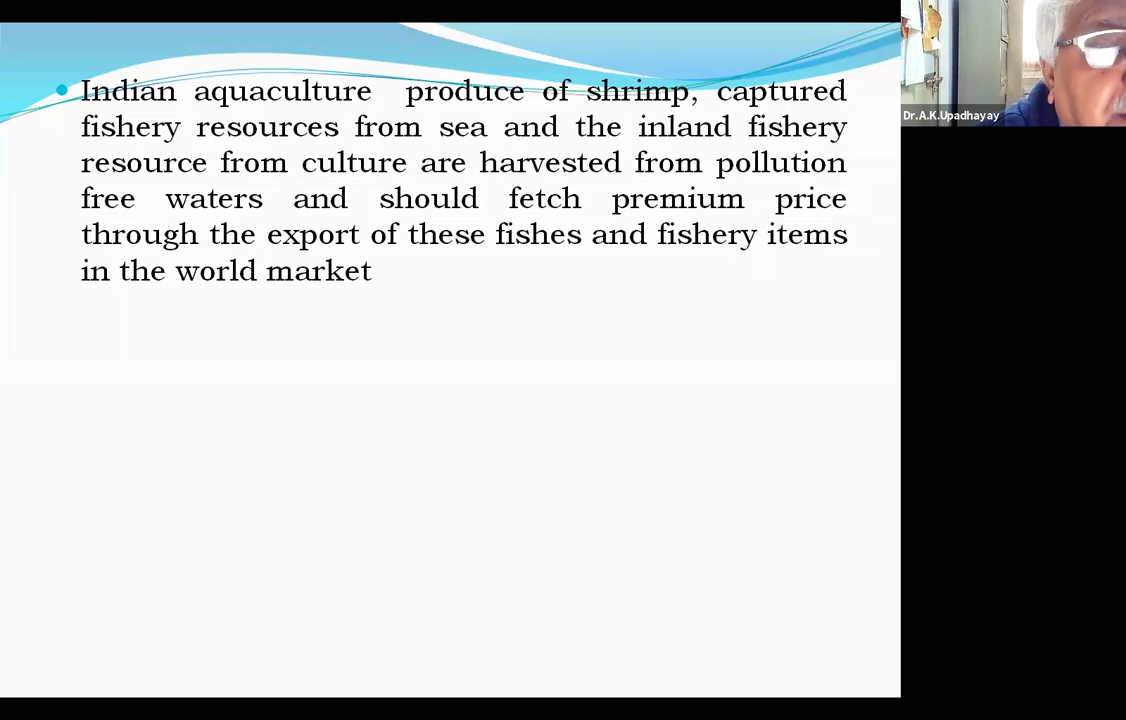 Indian aquaculture produce of shrimp, captured
fishery resources from sea and the inland fishery
resource from culture are harvested from pollution
free waters and should fetch premium price
through the export of these fishes and fishery items
in the world market
Dr.A.K.Upadhayay